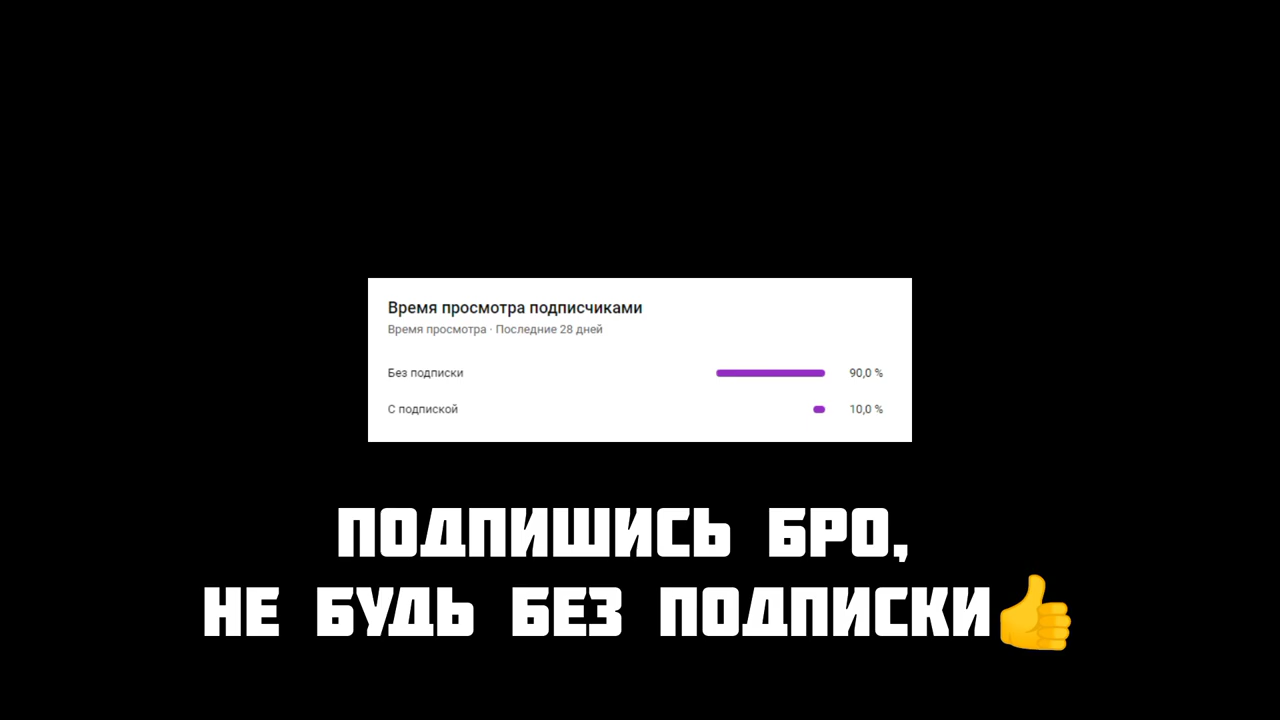 Время просмотра подписчиками
Время просмотра · Последние 28 дней
Без подписки 90,0 %
С подпиской 10,0 %
ПОДПИШИСЬ БРО,
НЕ БУДЬ БЕЗ ПОДПИСКИ👍